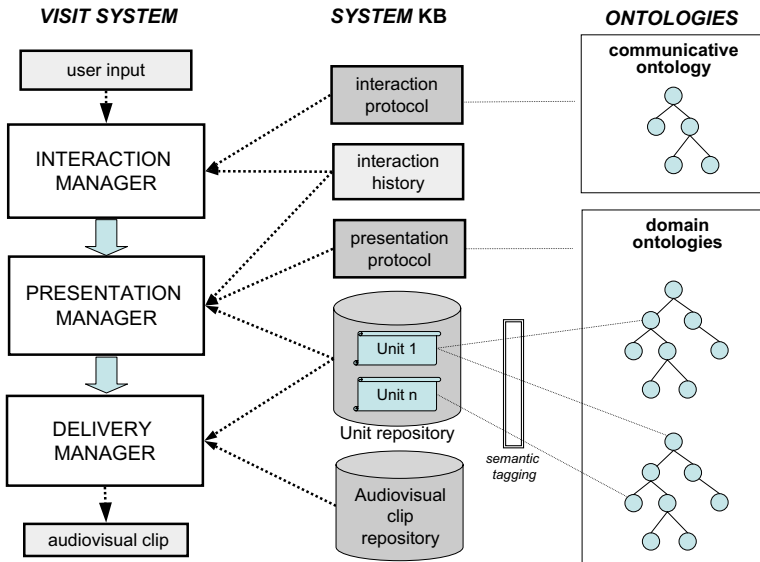 VISIT SYSTEM
SYSTEM KB
ONTOLOGIES
user input
INTERACTION
MANAGER
PRESENTATION
MANAGER
DELIVERY
MANAGER
audiovisual clip
interaction
protocol
interaction
history
presentation
protocol
Unit 1
Unit n
Unit repository
Audiovisual
clip
repository
semantic
tagging
communicative
ontology
domain
ontologies